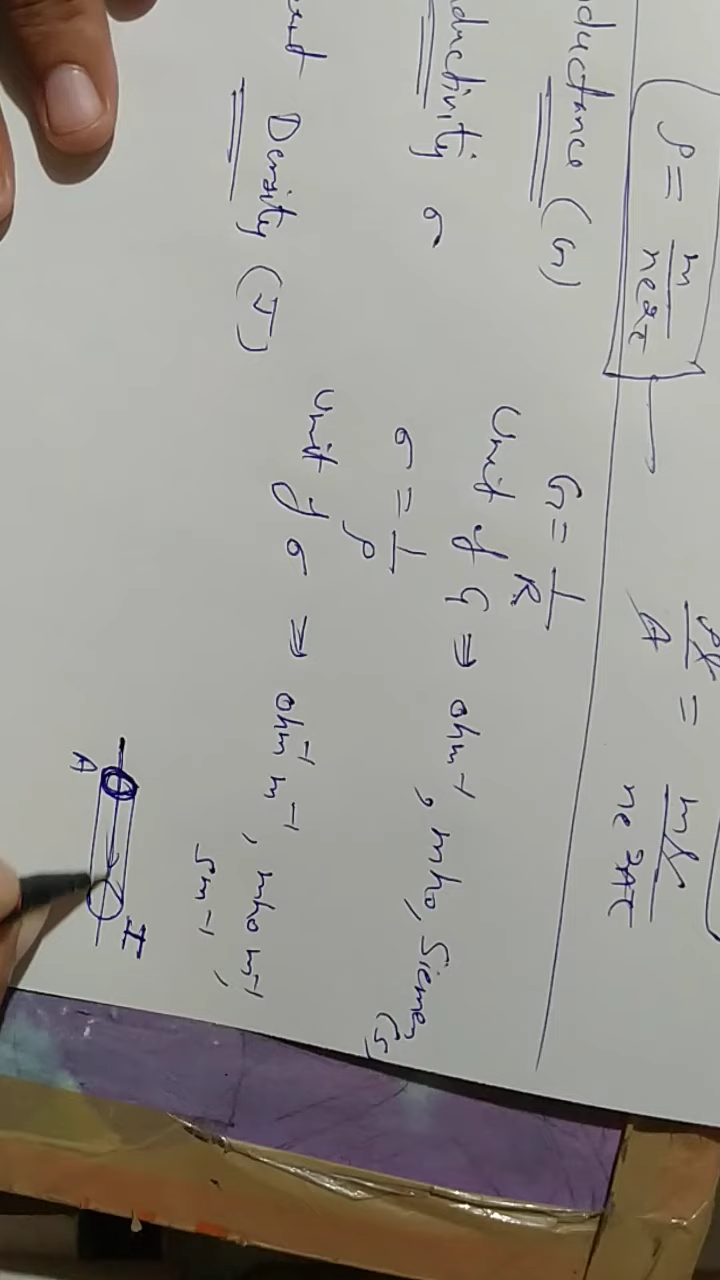 ρl/A = ml/ne²Aτ
ρ = m/ne²τ
ductance (G) G = 1/R
Unit of G ⇒ ohm⁻¹, mho, Siemens (S)
ductivity σ σ = 1/ρ
Unit of σ ⇒ ohm⁻¹ m⁻¹, mho m⁻¹,
Sm⁻¹
Density (J)
I
A